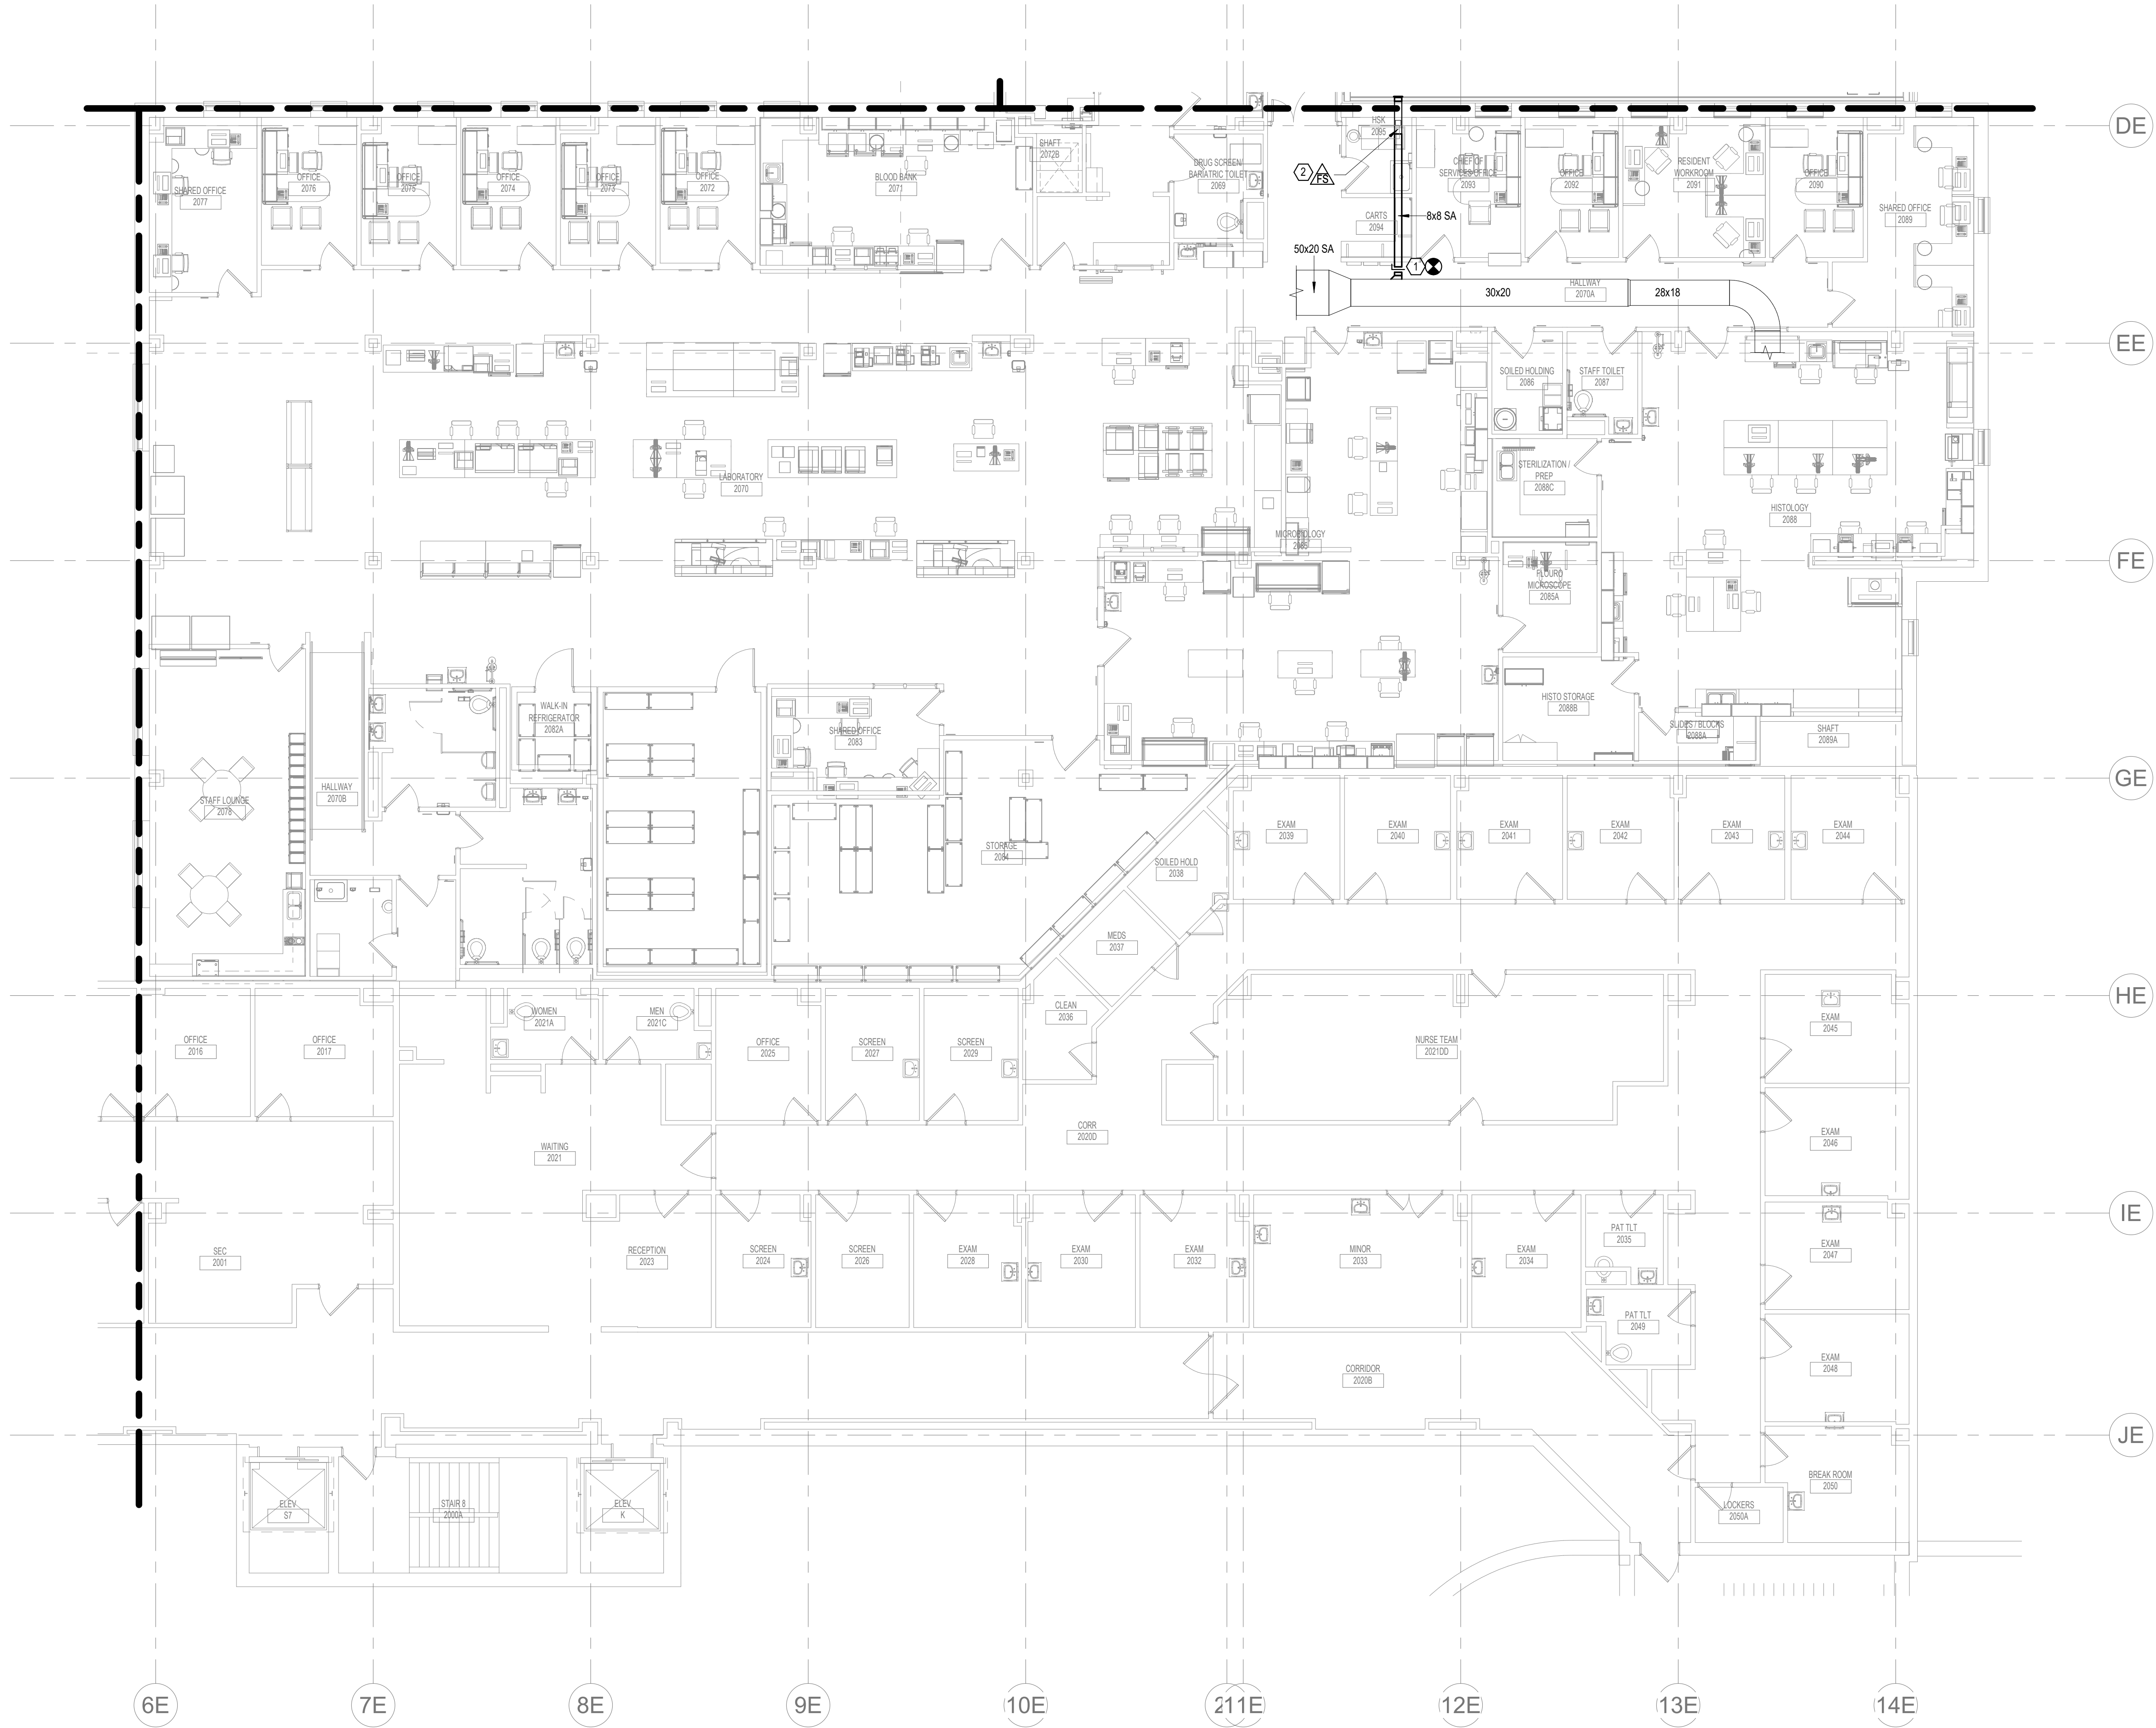 DE
HSK
2095
SHAFT
2072B
DRUG SCREEN/
BARIATRIC TOILET
2069
2
FS
SHARED OFFICE
2077
OFFICE
2076
OFFICE
2075
OFFICE
2074
OFFICE
2073
OFFICE
2072
BLOOD BANK
2071
CHIEF OF
SERVICES OFFICE
2093
OFFICE
2092
RESIDENT
WORKROOM
2091
OFFICE
2090
SHARED OFFICE
2089
CARTS
2094
8x8 SA
50x20 SA
1
30x20
HALLWAY
2070A
28x18
EE
SOILED HOLDING
2086
STAFF TOILET
2087
LABORATORY
2070
STERILIZATION /
PREP
2088C
HISTOLOGY
2088
MICROBIOLOGY
2085
FE
FLOURO
MICROSCOPE
2085A
WALK-IN
REFRIGERATOR
2082A
SHARED OFFICE
2083
HISTO STORAGE
2088B
SLIDES / BLOCKS
2088A
SHAFT
2089A
GE
STAFF LOUNGE
2078
HALLWAY
2070B
STORAGE
2084
SOILED HOLD
2038
EXAM
2039
EXAM
2040
EXAM
2041
EXAM
2042
EXAM
2043
EXAM
2044
MEDS
2037
HE
OFFICE
2016
OFFICE
2017
WOMEN
2021A
MEN
2021C
OFFICE
2025
SCREEN
2027
SCREEN
2029
CLEAN
2036
NURSE TEAM
2021DD
EXAM
2045
WAITING
2021
CORR
2020D
EXAM
2046
IE
SEC
2001
RECEPTION
2023
SCREEN
2024
SCREEN
2026
EXAM
2028
EXAM
2030
EXAM
2032
MINOR
2033
EXAM
2034
PAT TLT
2035
EXAM
2047
PAT TLT
2049
CORRIDOR
2020B
EXAM
2048
JE
ELEV
S7
STAIR 8
2000A
ELEV
K
BREAK ROOM
2050
LOCKERS
2050A
6E
7E
8E
9E
10E
11E
12E
13E
14E